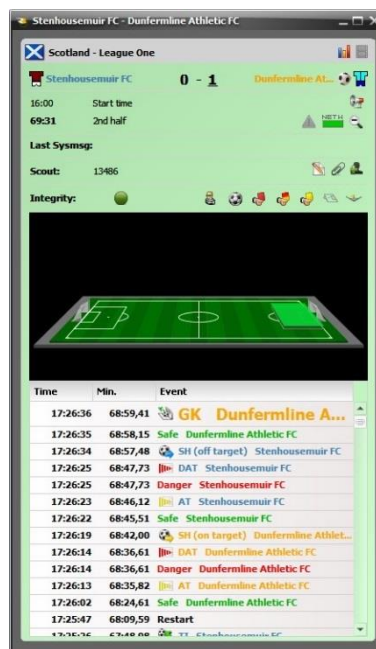 Stenhousemuir FC - Dunfermline Athletic FC
Scotland - League One
Stenhousemuir FC 0 - 1 Dunfermline At...
16:00 Start time
69:31 2nd half
NETH
Last Sysmsg:
Scout: 13486
Integrity:
Time Min. Event
17:26:36 68:59,41 GK Dunfermline A...
17:26:35 68:58,15 Safe Dunfermline Athletic FC
17:26:34 68:57,48 SH (off target) Stenhousemuir FC
17:26:25 68:47,73 DAT Stenhousemuir FC
17:26:25 68:47,73 Danger Stenhousemuir FC
17:26:23 68:46,12 AT Stenhousemuir FC
17:26:22 68:45,51 Safe Stenhousemuir FC
17:26:19 68:42,00 SH (on target) Dunfermline Athlet...
17:26:14 68:36,61 DAT Dunfermline Athletic FC
17:26:14 68:36,61 Danger Dunfermline Athletic FC
17:26:13 68:35,82 AT Dunfermline Athletic FC
17:26:02 68:24,61 Safe Dunfermline Athletic FC
17:25:47 68:09,59 Restart
Stenhousemuir FC